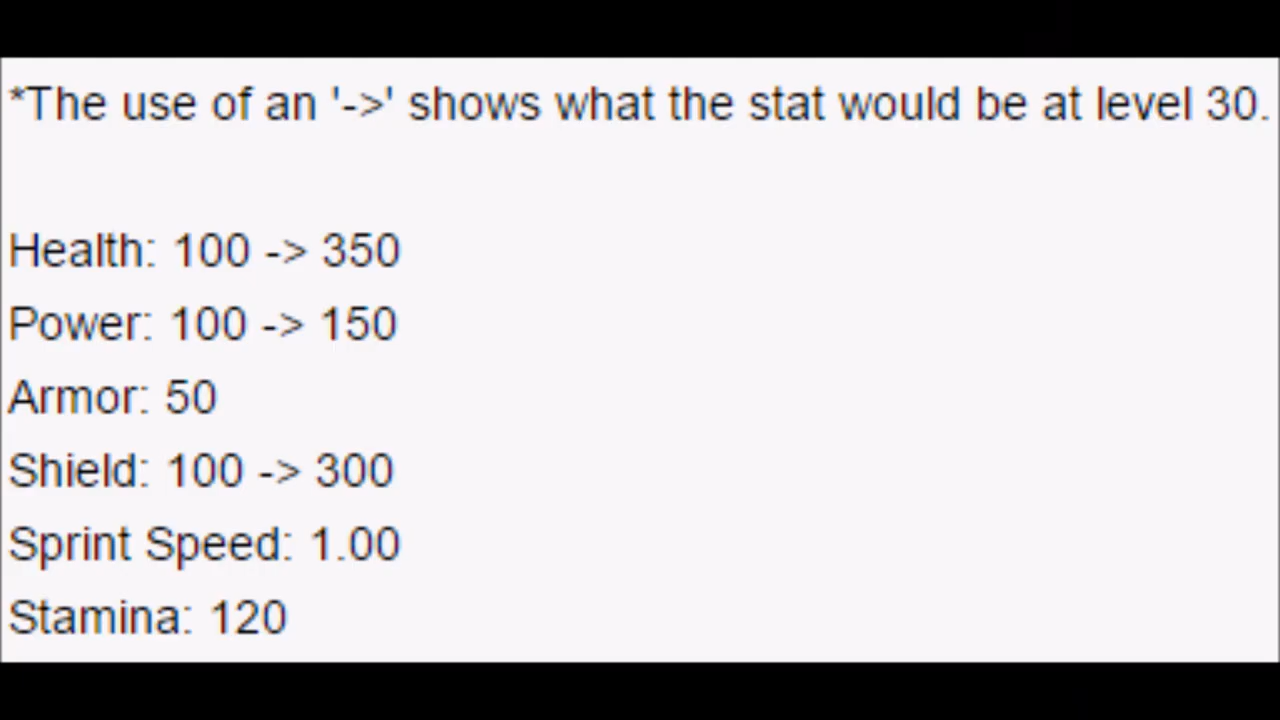 *The use of an '->' shows what the stat would be at level 30.
Health: 100 -> 350
Power: 100 -> 150
Armor: 50
Shield: 100 -> 300
Sprint Speed: 1.00
Stamina: 120